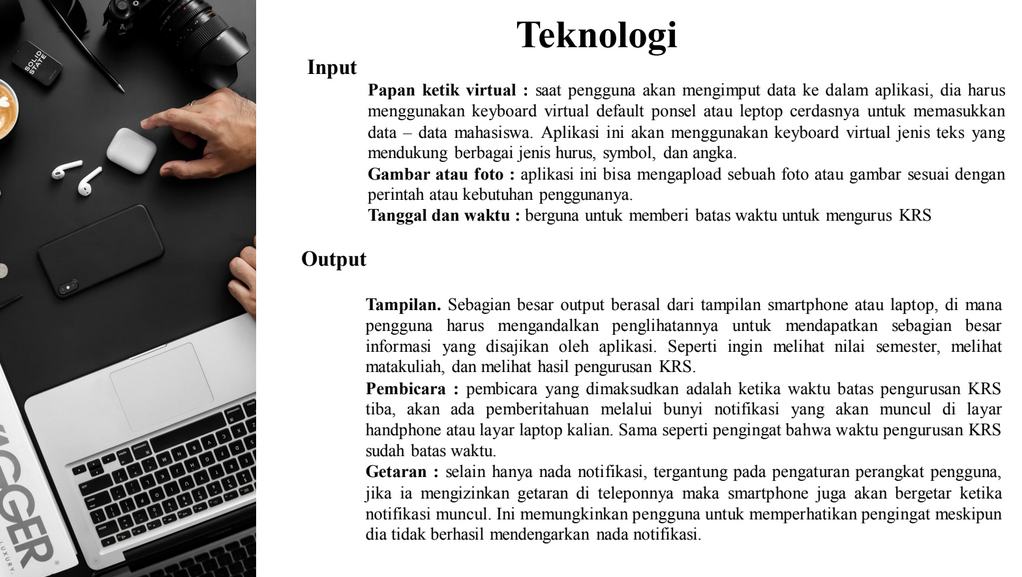 Teknologi
Input
Papan ketik virtual : saat pengguna akan mengimput data ke dalam aplikasi, dia harus
menggunakan keyboard virtual default ponsel atau leptop cerdasnya untuk memasukkan
data – data mahasiswa. Aplikasi ini akan menggunakan keyboard virtual jenis teks yang
mendukung berbagai jenis hurus, symbol, dan angka.
Gambar atau foto : aplikasi ini bisa mengapload sebuah foto atau gambar sesuai dengan
perintah atau kebutuhan penggunanya.
Tanggal dan waktu : berguna untuk memberi batas waktu untuk mengurus KRS
Output
Tampilan. Sebagian besar output berasal dari tampilan smartphone atau laptop, di mana
pengguna harus mengandalkan penglihatannya untuk mendapatkan sebagian besar
informasi yang disajikan oleh aplikasi. Seperti ingin melihat nilai semester, melihat
matakuliah, dan melihat hasil pengurusan KRS.
Pembicara : pembicara yang dimaksudkan adalah ketika waktu batas pengurusan KRS
tiba, akan ada pemberitahuan melalui bunyi notifikasi yang akan muncul di layar
handphone atau layar laptop kalian. Sama seperti pengingat bahwa waktu pengurusan KRS
sudah batas waktu.
Getaran : selain hanya nada notifikasi, tergantung pada pengaturan perangkat pengguna,
jika ia mengizinkan getaran di teleponnya maka smartphone juga akan bergetar ketika
notifikasi muncul. Ini memungkinkan pengguna untuk memperhatikan pengingat meskipun
dia tidak berhasil mendengarkan nada notifikasi.
SOLID
STATE